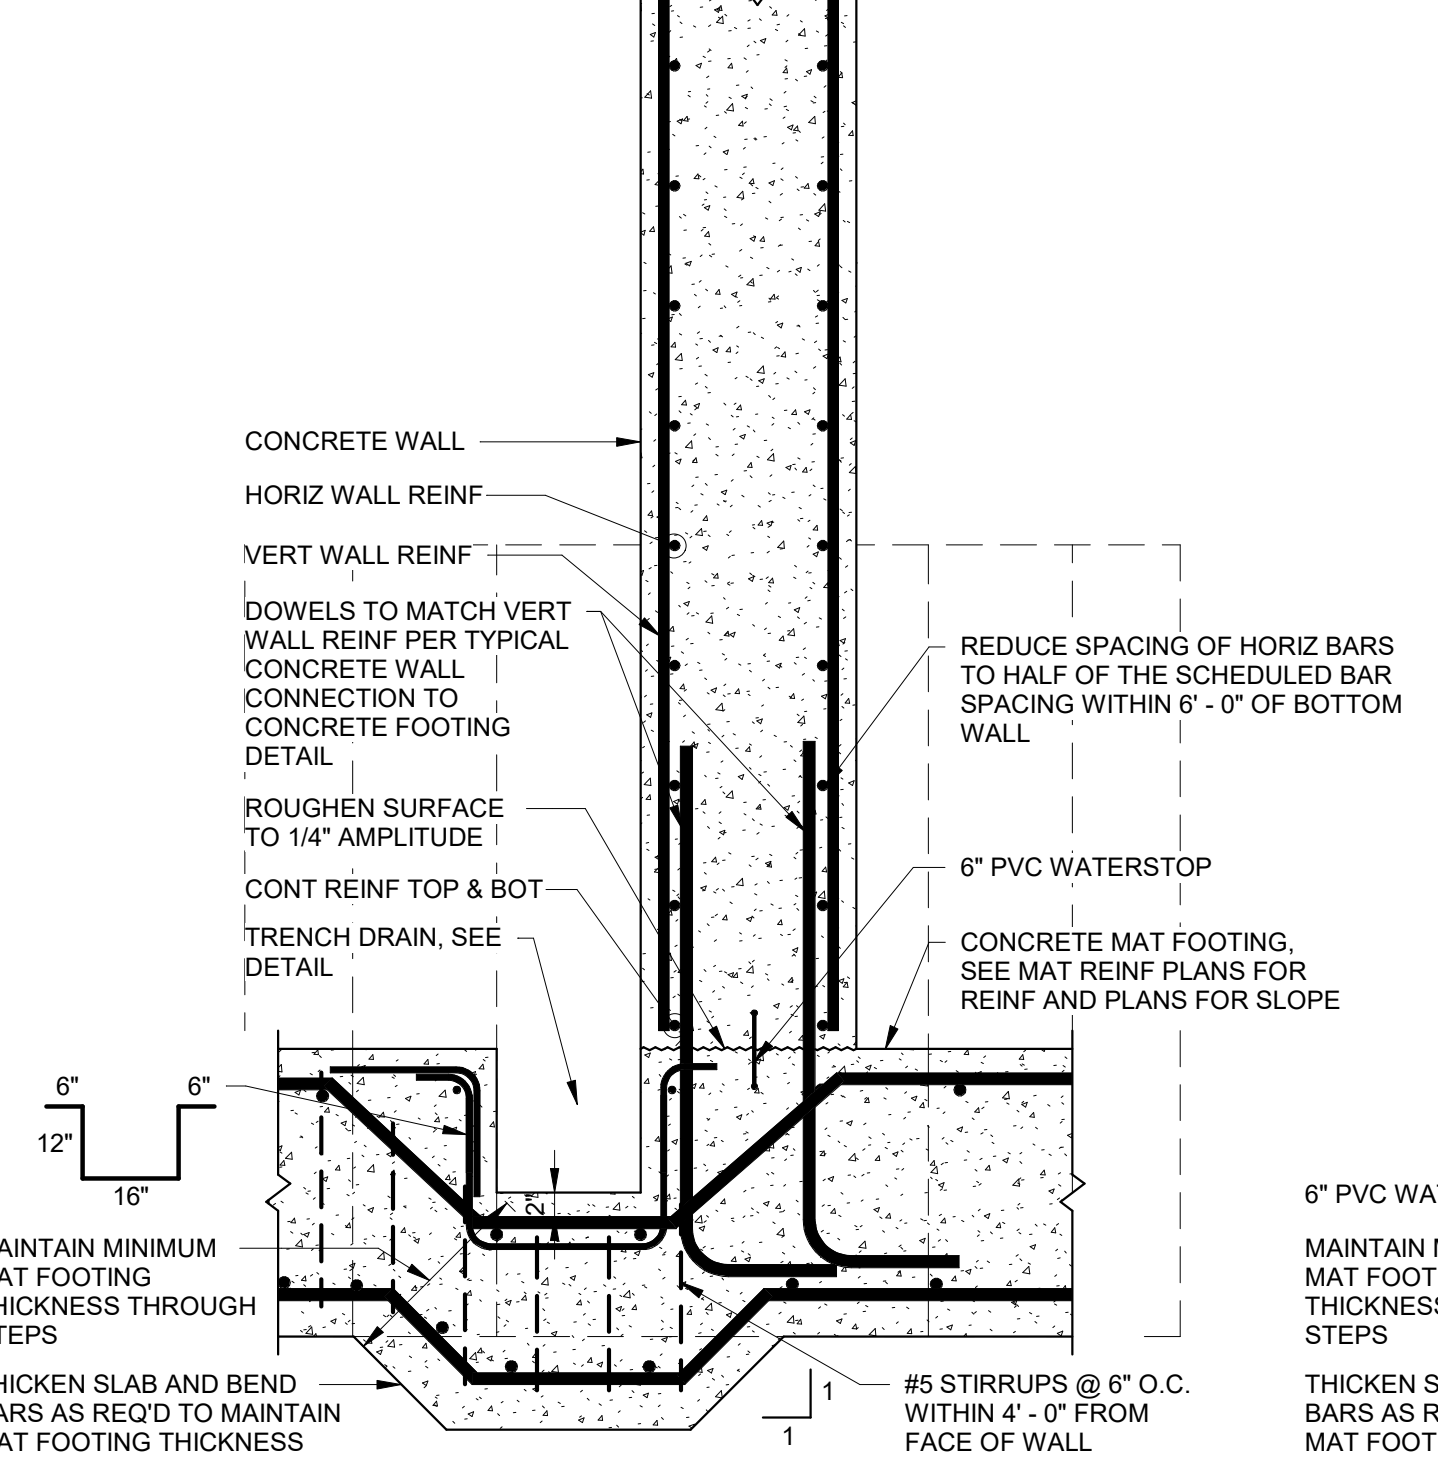 CONCRETE WALL
HORIZ WALL REINF
VERT WALL REINF
DOWELS TO MATCH VERT
WALL REINF PER TYPICAL
CONCRETE WALL
CONNECTION TO
CONCRETE FOOTING
DETAIL
ROUGHEN SURFACE
TO 1/4" AMPLITUDE
CONT REINF TOP & BOT
TRENCH DRAIN, SEE
DETAIL
6"
6"
12"
16"
AINTAIN MINIMUM
AT FOOTING
HICKNESS THROUGH
TEPS
HICKEN SLAB AND BEND
ARS AS REQ'D TO MAINTAIN
AT FOOTING THICKNESS
2"
REDUCE SPACING OF HORIZ BARS
TO HALF OF THE SCHEDULED BAR
SPACING WITHIN 6' - 0" OF BOTTOM
WALL
6" PVC WATERSTOP
CONCRETE MAT FOOTING,
SEE MAT REINF PLANS FOR
REINF AND PLANS FOR SLOPE
1
1
#5 STIRRUPS @ 6" O.C.
WITHIN 4' - 0" FROM
FACE OF WALL
6" PVC WA
MAINTAIN
MAT FOOT
THICKNESS
STEPS
THICKEN S
BARS AS R
MAT FOOT